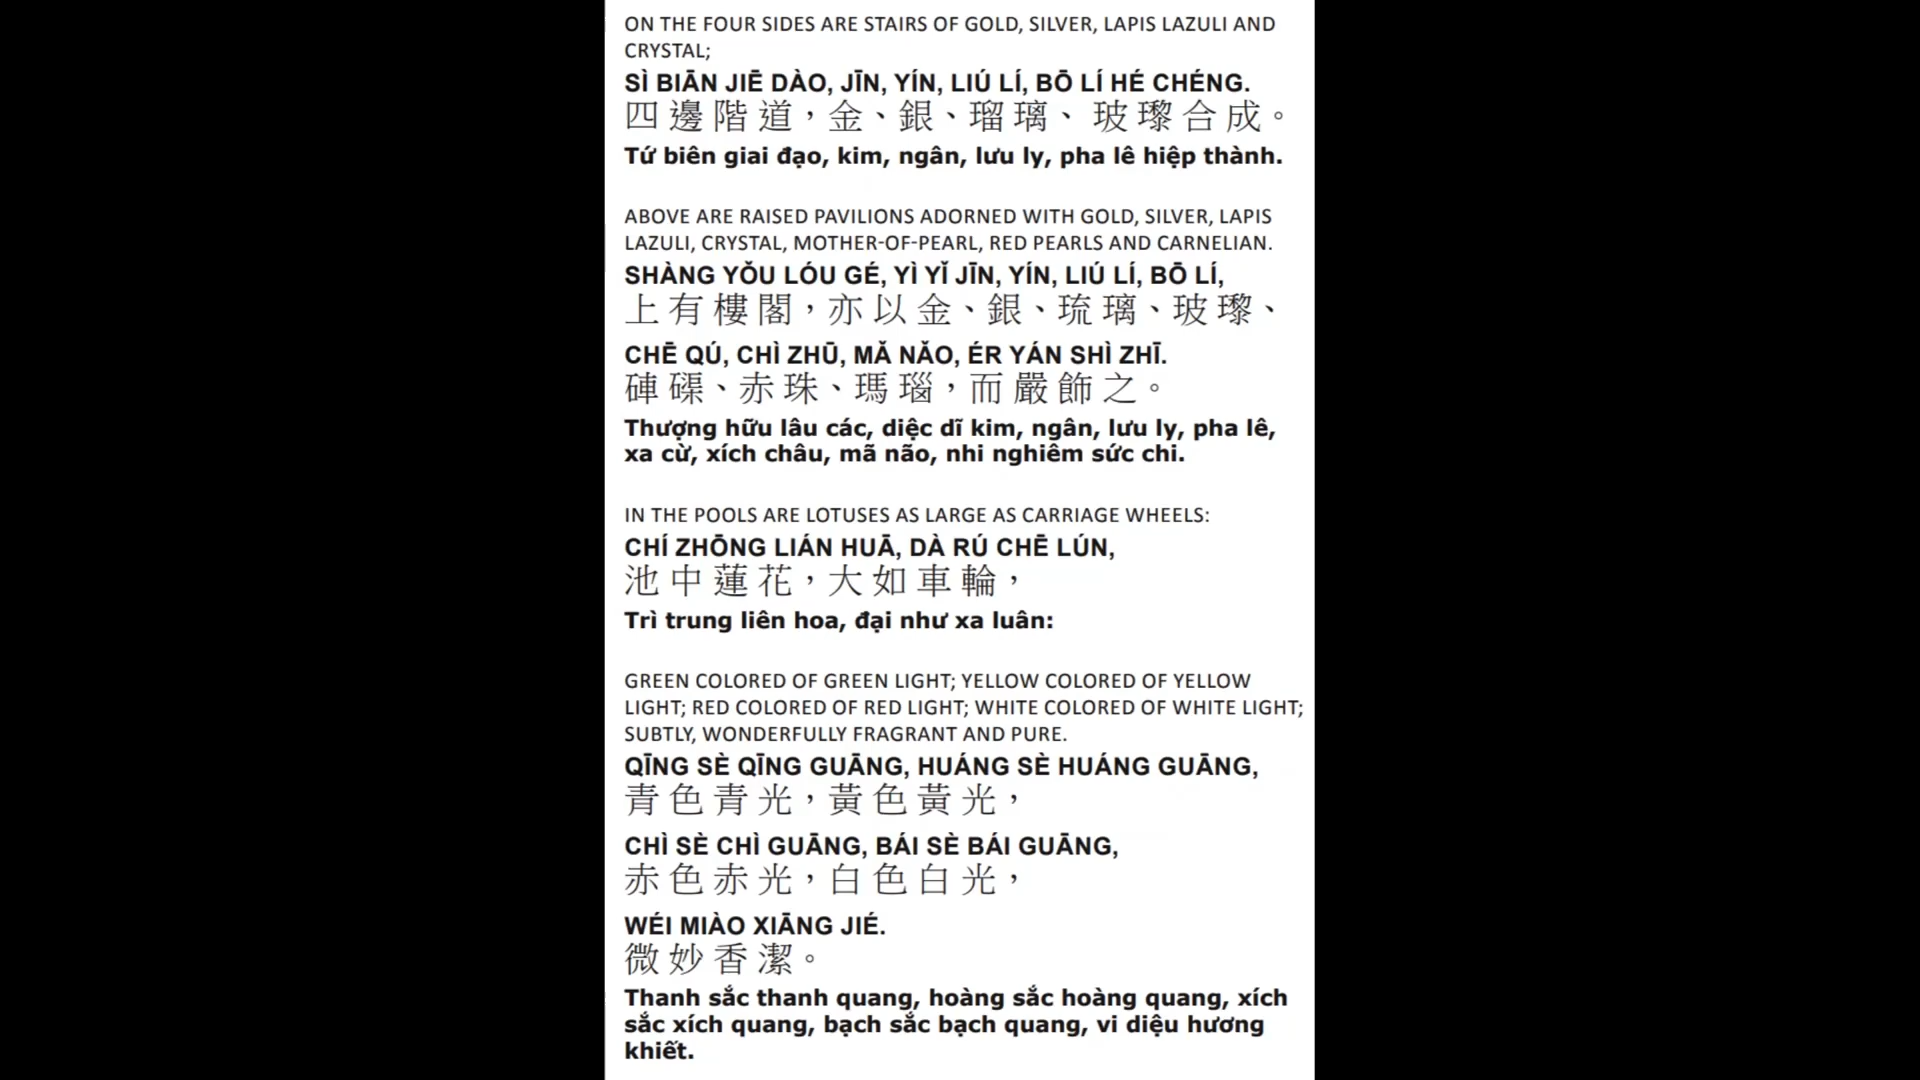 ON THE FOUR SIDES ARE STAIRS OF GOLD, SILVER, LAPIS LAZULI AND
CRYSTAL;
SÌ BIĀN JIĒ DÀO, JĪN, YÍN, LIÚ LÍ, BŌ LÍ HÉ CHÉNG.
四邊階道，金、銀、瑠璃、玻瓈合成。
Tứ biên giai đạo, kim, ngân, lưu ly, pha lê hiệp thành.
ABOVE ARE RAISED PAVILIONS ADORNED WITH GOLD, SILVER, LAPIS
LAZULI, CRYSTAL, MOTHER-OF-PEARL, RED PEARLS AND CARNELIAN.
SHÀNG YǑU LÓU GÉ, YÌ YǏ JĪN, YÍN, LIÚ LÍ, BŌ LÍ,
上有樓閣，亦以金、銀、琉璃、玻瓈、
CHĒ QÚ, CHÌ ZHŪ, MǍ NǍO, ÉR YÁN SHÌ ZHĪ.
硨磲、赤珠、瑪瑙，而嚴飾之。
Thượng hữu lâu các, diệc dĩ kim, ngân, lưu ly, pha lê,
xa cừ, xích châu, mã não, nhi nghiêm sức chi.
IN THE POOLS ARE LOTUSES AS LARGE AS CARRIAGE WHEELS:
CHÍ ZHŌNG LIÁN HUĀ, DÀ RÚ CHĒ LÚN,
池中蓮花，大如車輪，
Trì trung liên hoa, đại như xa luân:
GREEN COLORED OF GREEN LIGHT; YELLOW COLORED OF YELLOW
LIGHT; RED COLORED OF RED LIGHT; WHITE COLORED OF WHITE LIGHT;
SUBTLY, WONDERFULLY FRAGRANT AND PURE.
QĪNG SÈ QĪNG GUĀNG, HUÁNG SÈ HUÁNG GUĀNG,
青色青光，黃色黃光，
CHÌ SÈ CHÌ GUĀNG, BÁI SÈ BÁI GUĀNG,
赤色赤光，白色白光，
WÉI MIÀO XIĀNG JIÉ.
微妙香潔。
Thanh sắc thanh quang, hoàng sắc hoàng quang, xích
sắc xích quang, bạch sắc bạch quang, vi diệu hương
khiết.